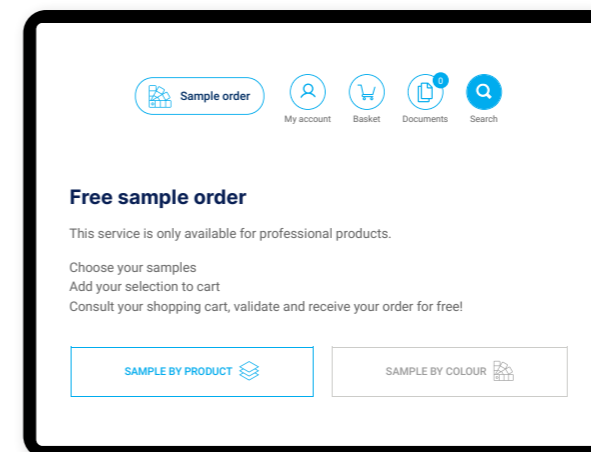 Sample order
0
My account Basket Documents Search
Free sample order
This service is only available for professional products.
Choose your samples
Add your selection to cart
Consult your shopping cart, validate and receive your order for free!
SAMPLE BY PRODUCT SAMPLE BY COLOUR